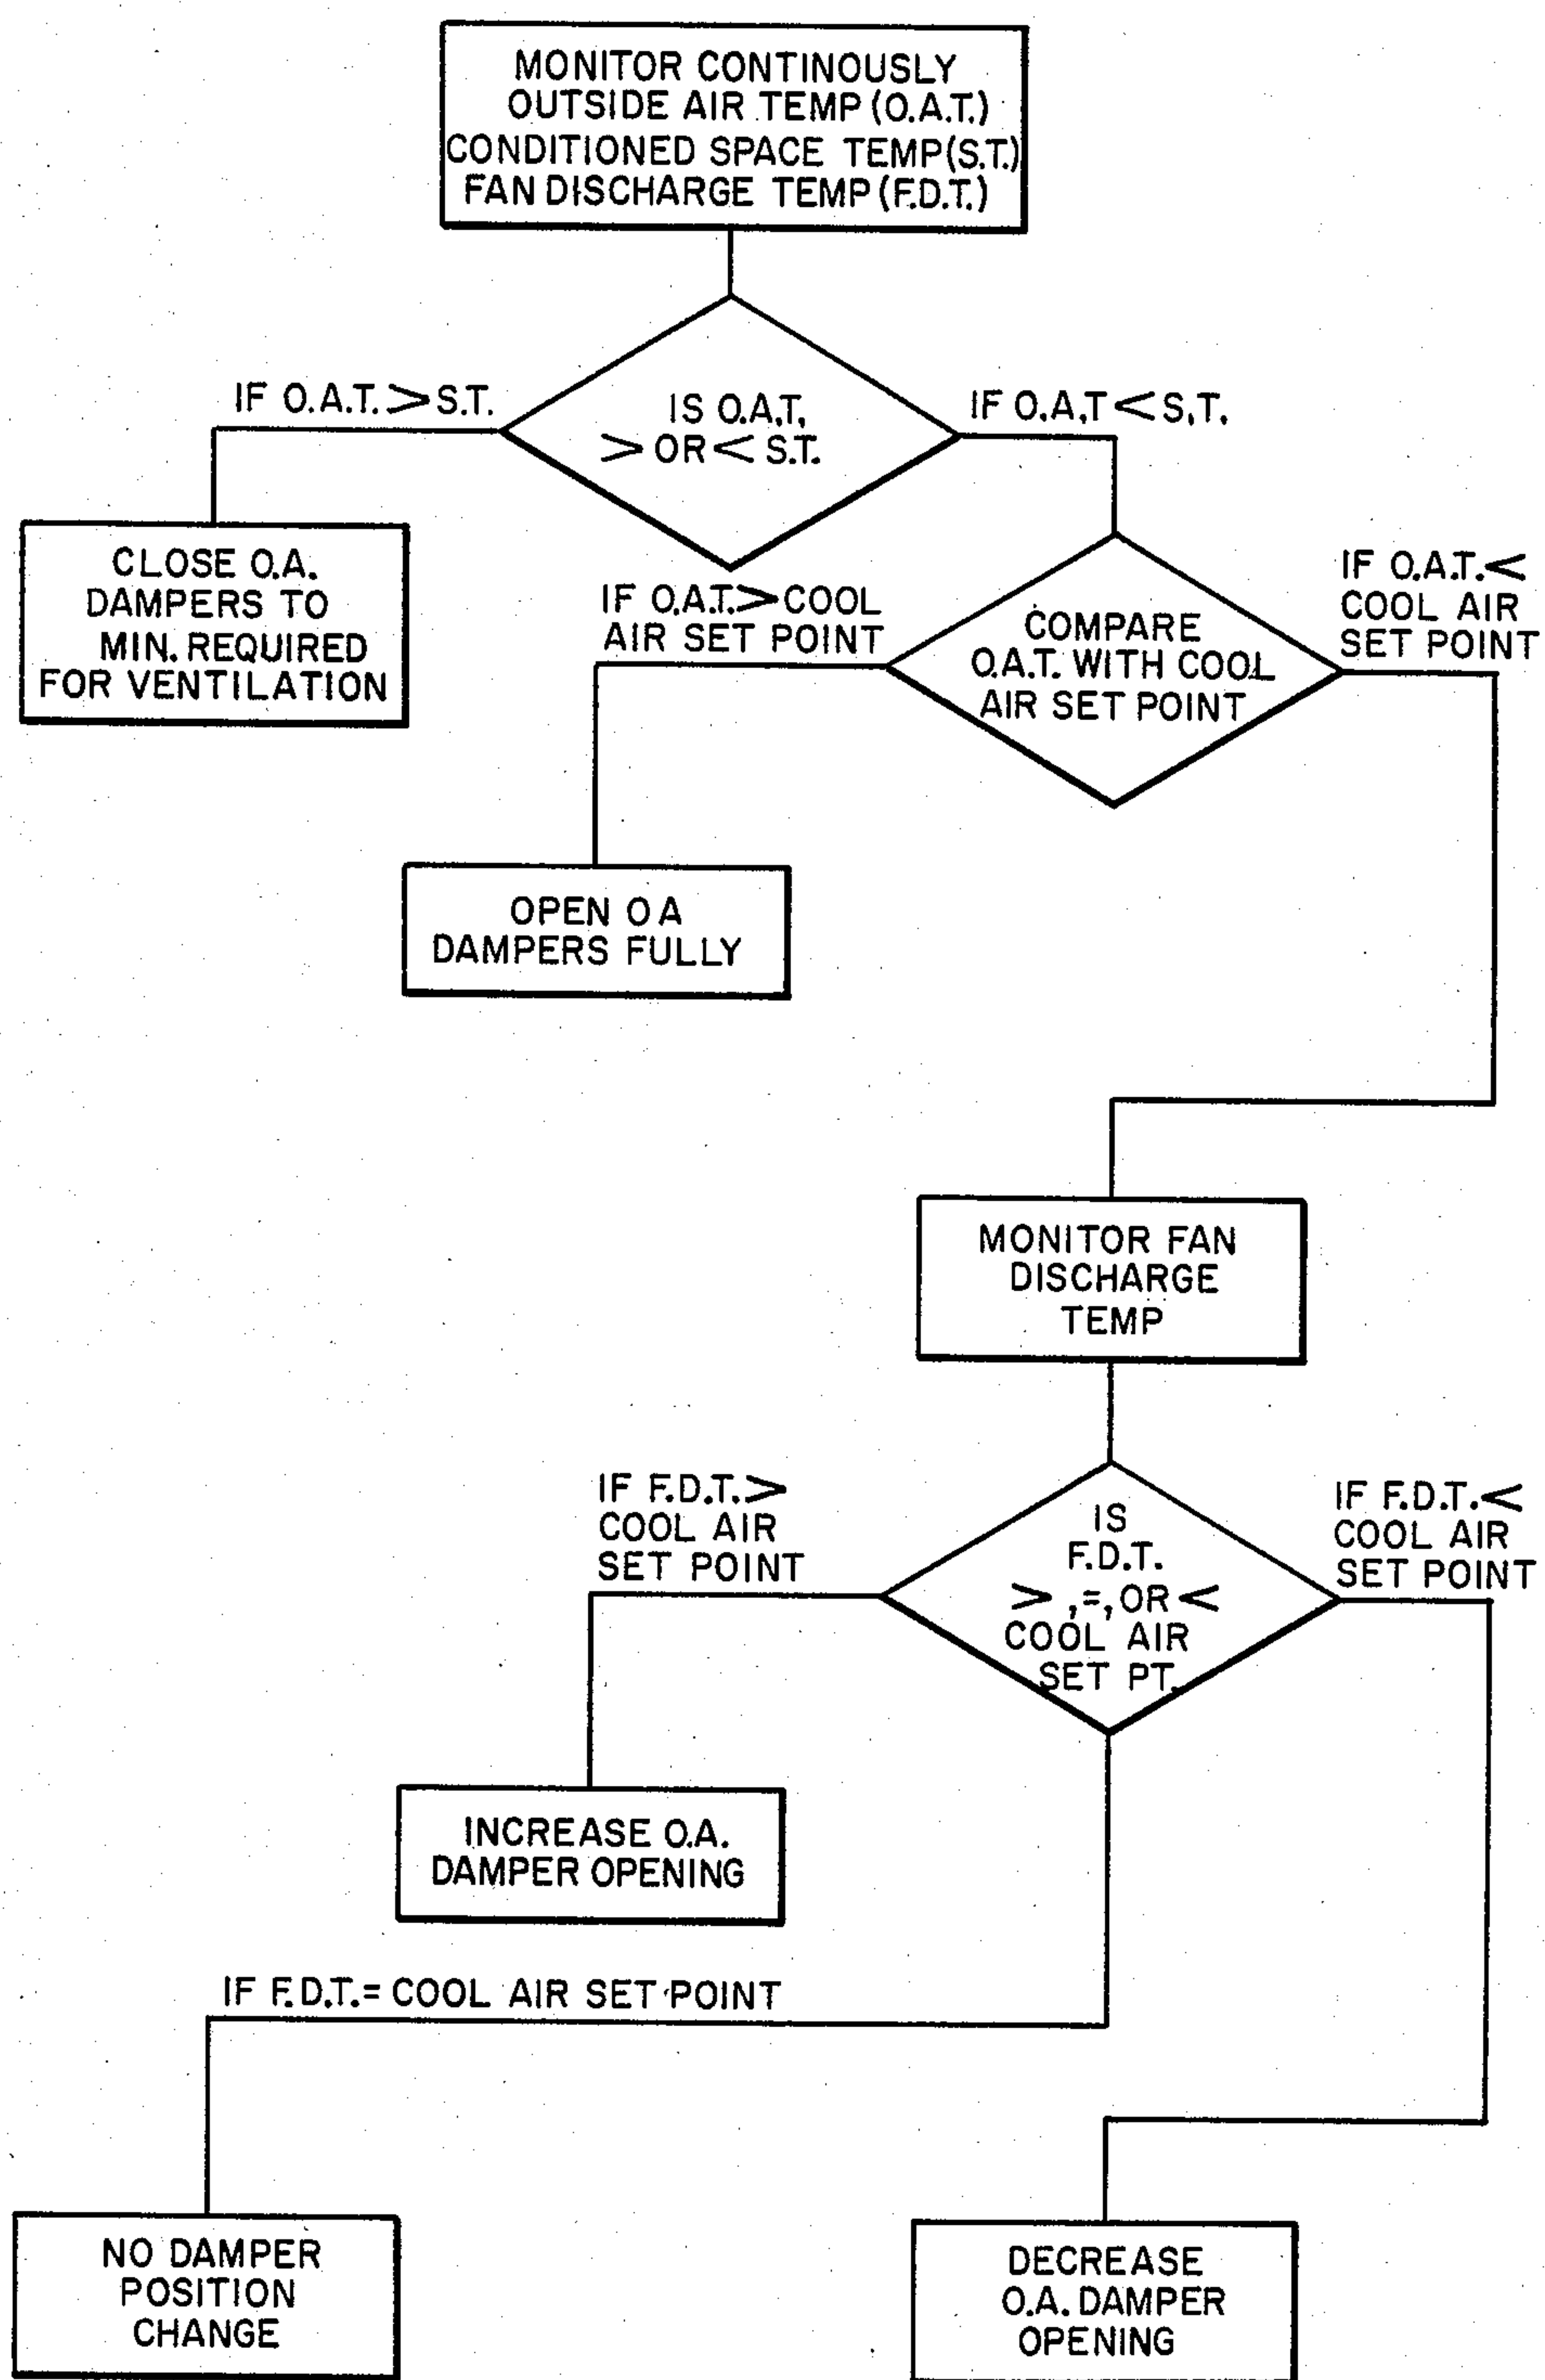 MONITOR CONTINOUSLY
OUTSIDE AIR TEMP (O.A.T.)
CONDITIONED SPACE TEMP (S.T.)
FAN DISCHARGE TEMP (F.D.T.)
IF O.A.T. > S.T.
IS O.A.T,
> OR < S.T.
IF O.A.T < S.T.
CLOSE O.A.
DAMPERS TO
MIN. REQUIRED
FOR VENTILATION
IF O.A.T. > COOL
AIR SET POINT
COMPARE
O.A.T. WITH COOL
AIR SET POINT
IF O.A.T. <
COOL AIR
SET POINT
OPEN O A
DAMPERS FULLY
MONITOR FAN
DISCHARGE
TEMP
IF F.D.T. >
COOL AIR
SET POINT
IS
F.D.T.
> ,=, OR <
COOL AIR
SET PT.
IF F.D.T. <
COOL AIR
SET POINT
INCREASE O.A.
DAMPER OPENING
IF F.D.T. = COOL AIR SET POINT
NO DAMPER
POSITION
CHANGE
DECREASE
O.A. DAMPER
OPENING